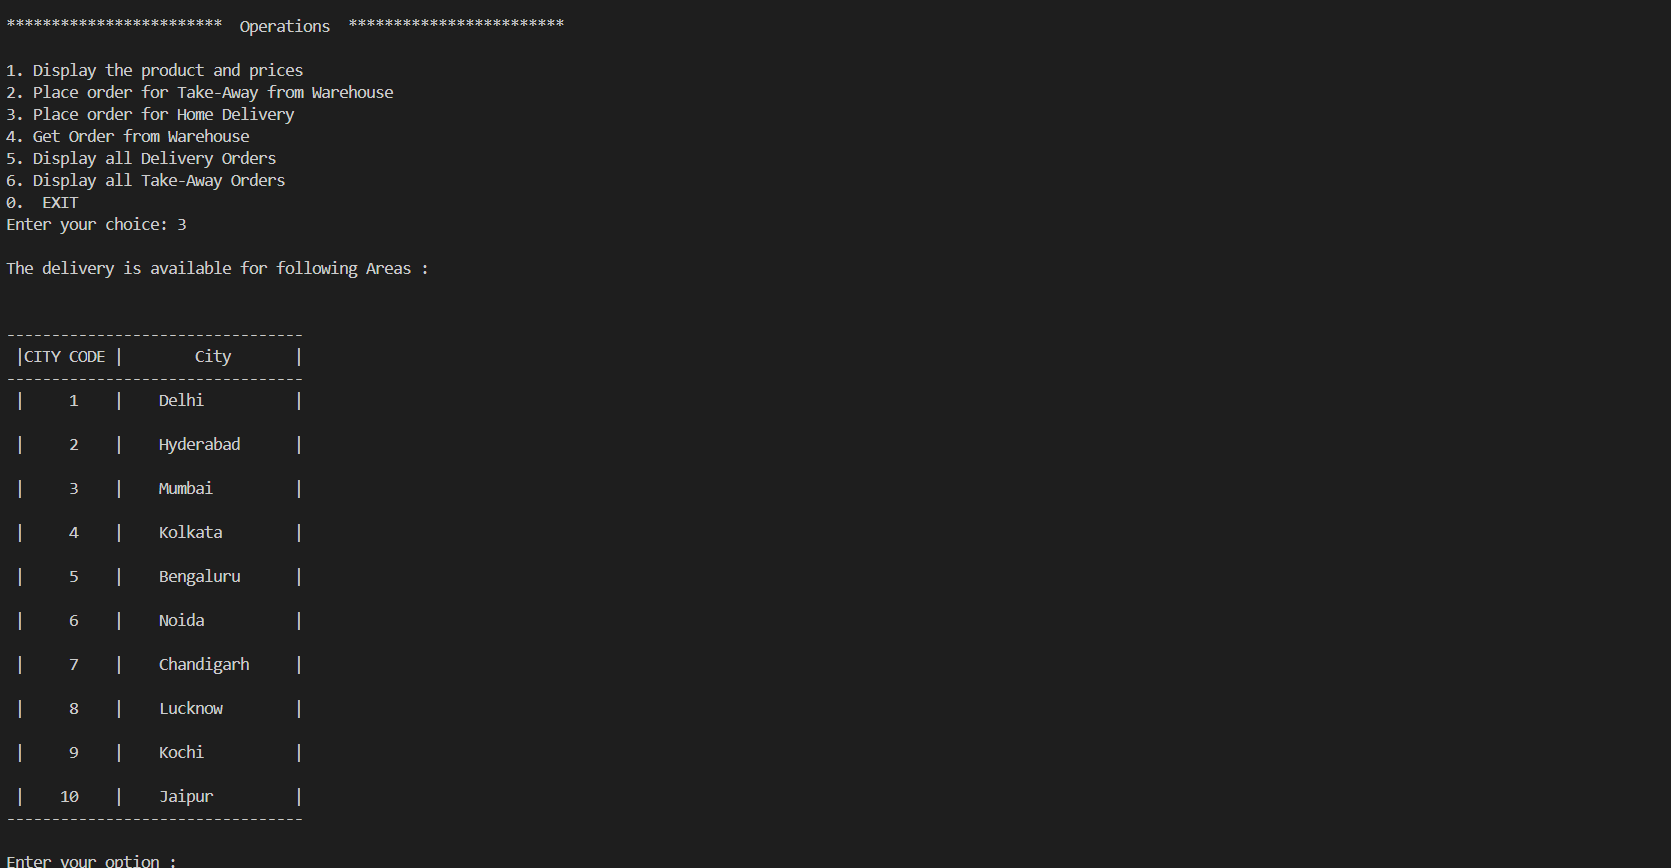 ************************  Operations  ************************
1. Display the product and prices
2. Place order for Take-Away from Warehouse
3. Place order for Home Delivery
4. Get Order from Warehouse
5. Display all Delivery Orders
6. Display all Take-Away Orders
0.  EXIT
Enter your choice: 3
The delivery is available for following Areas :
---------------------------------
 |CITY CODE |        City       |
---------------------------------
 |     1    |    Delhi          |
 |     2    |    Hyderabad      |
 |     3    |    Mumbai         |
 |     4    |    Kolkata        |
 |     5    |    Bengaluru      |
 |     6    |    Noida          |
 |     7    |    Chandigarh     |
 |     8    |    Lucknow        |
 |     9    |    Kochi          |
 |    10    |    Jaipur         |
---------------------------------
Enter your option :